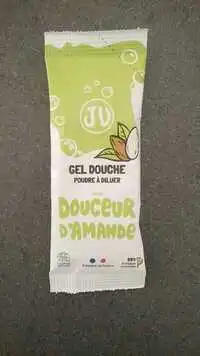 JV
GEL DOUCHE
POUDRE À DILUER
DOUCEUR
D'AMANDE